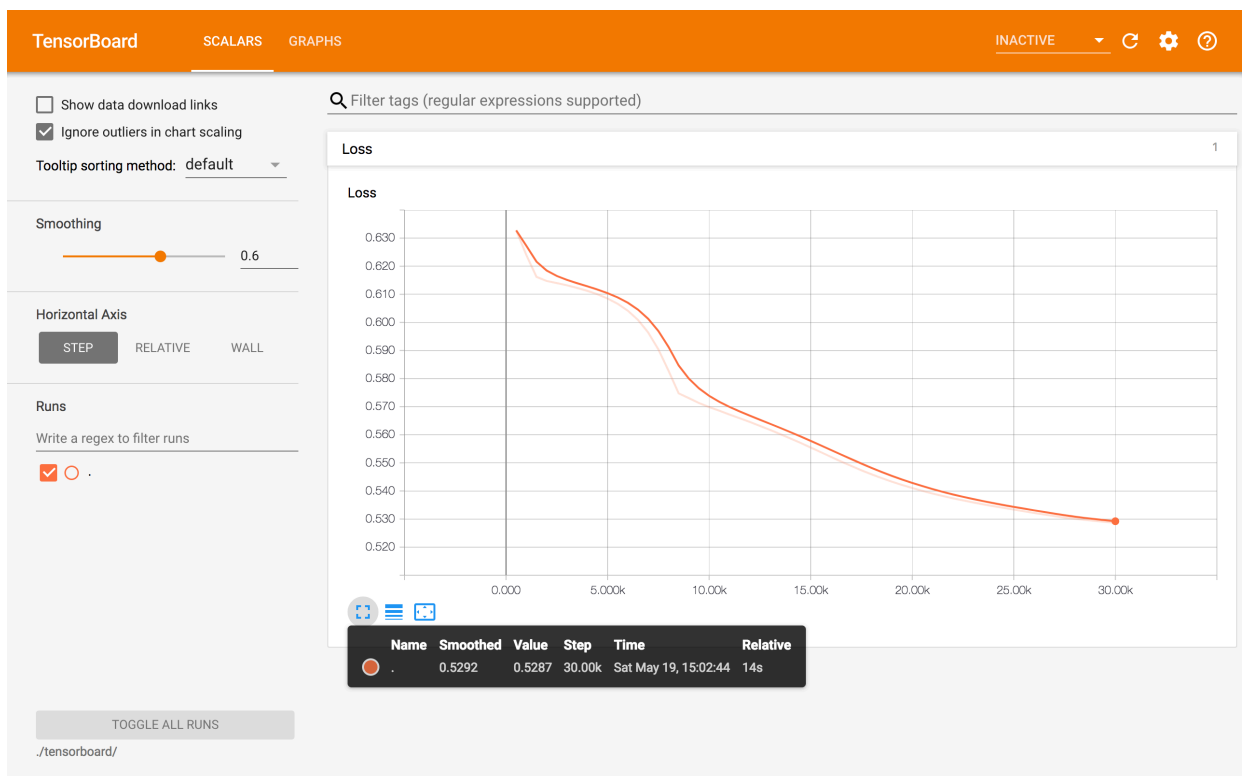 TensorBoard SCALARS GRAPHS INACTIVE
Show data download links
Ignore outliers in chart scaling
Tooltip sorting method: default
Smoothing
0.6
Horizontal Axis
STEP RELATIVE WALL
Runs
Write a regex to filter runs
.
TOGGLE ALL RUNS
./tensorboard/
Filter tags (regular expressions supported)
Loss 1
Loss
0.630
0.620
0.610
0.600
0.590
0.580
0.570
0.560
0.550
0.540
0.530
0.520
0.000 5.000k 10.00k 15.00k 20.00k 25.00k 30.00k
Name Smoothed Value Step Time Relative
. 0.5292 0.5287 30.00k Sat May 19, 15:02:44 14s